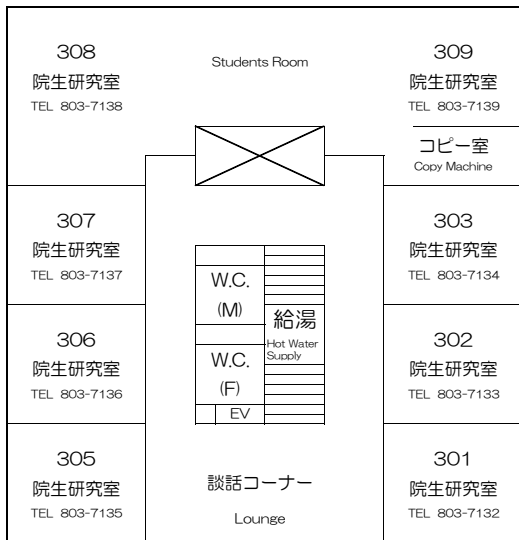 308
院生研究室
TEL 803-7138
Students Room
309
院生研究室
TEL 803-7139
コピー室
Copy Machine
307
院生研究室
TEL 803-7137
303
院生研究室
TEL 803-7134
W.C.
(M)
給湯
Hot Water
Supply
306
院生研究室
TEL 803-7136
W.C.
(F)
EV
302
院生研究室
TEL 803-7133
305
院生研究室
TEL 803-7135
談話コーナー
Lounge
301
院生研究室
TEL 803-7132